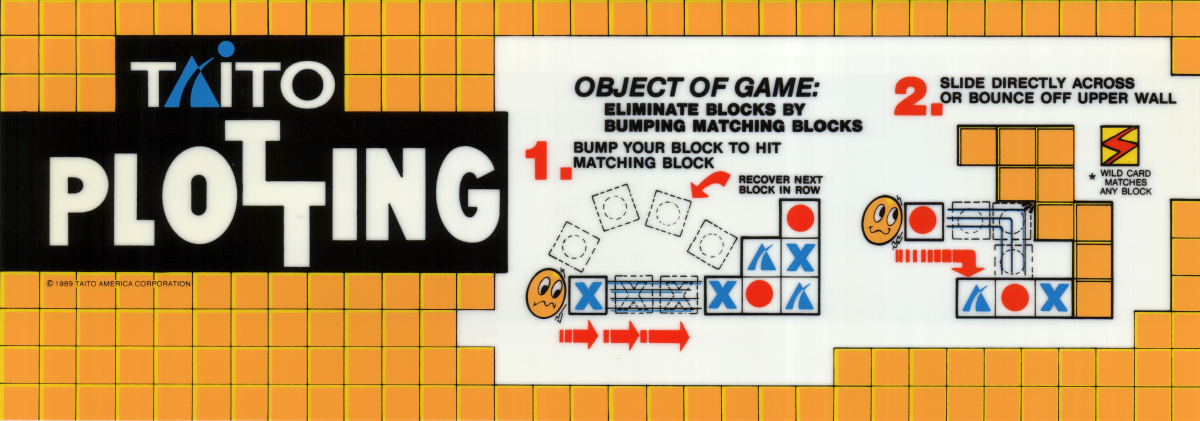 TAITO
PLOTTING
© 1989 TAITO AMERICA CORPORATION
OBJECT OF GAME:
ELIMINATE BLOCKS BY
BUMPING MATCHING BLOCKS
1.
BUMP YOUR BLOCK TO HIT
MATCHING BLOCK
RECOVER NEXT
BLOCK IN ROW
2.
SLIDE DIRECTLY ACROSS
OR BOUNCE OFF UPPER WALL
* WILD CARD
MATCHES
ANY BLOCK